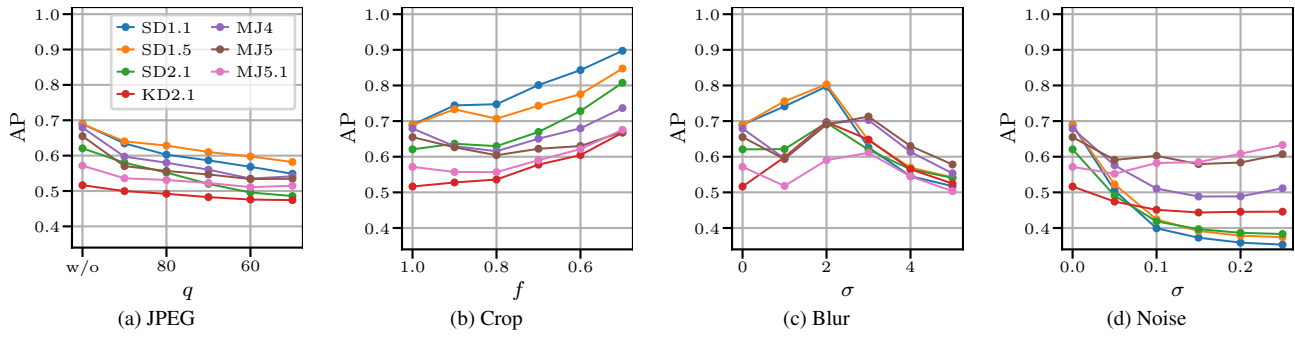 AP
1.0
0.9
0.8
0.7
0.6
0.5
0.4
SD1.1
SD1.5
SD2.1
KD2.1
MJ4
MJ5
MJ5.1
w/o 80 60
q
(a) JPEG
AP
1.0
0.9
0.8
0.7
0.6
0.5
0.4
1.0 0.8 0.6
f
(b) Crop
AP
1.0
0.9
0.8
0.7
0.6
0.5
0.4
0 2 4
σ
(c) Blur
AP
1.0
0.9
0.8
0.7
0.6
0.5
0.4
0.0 0.1 0.2
σ
(d) Noise